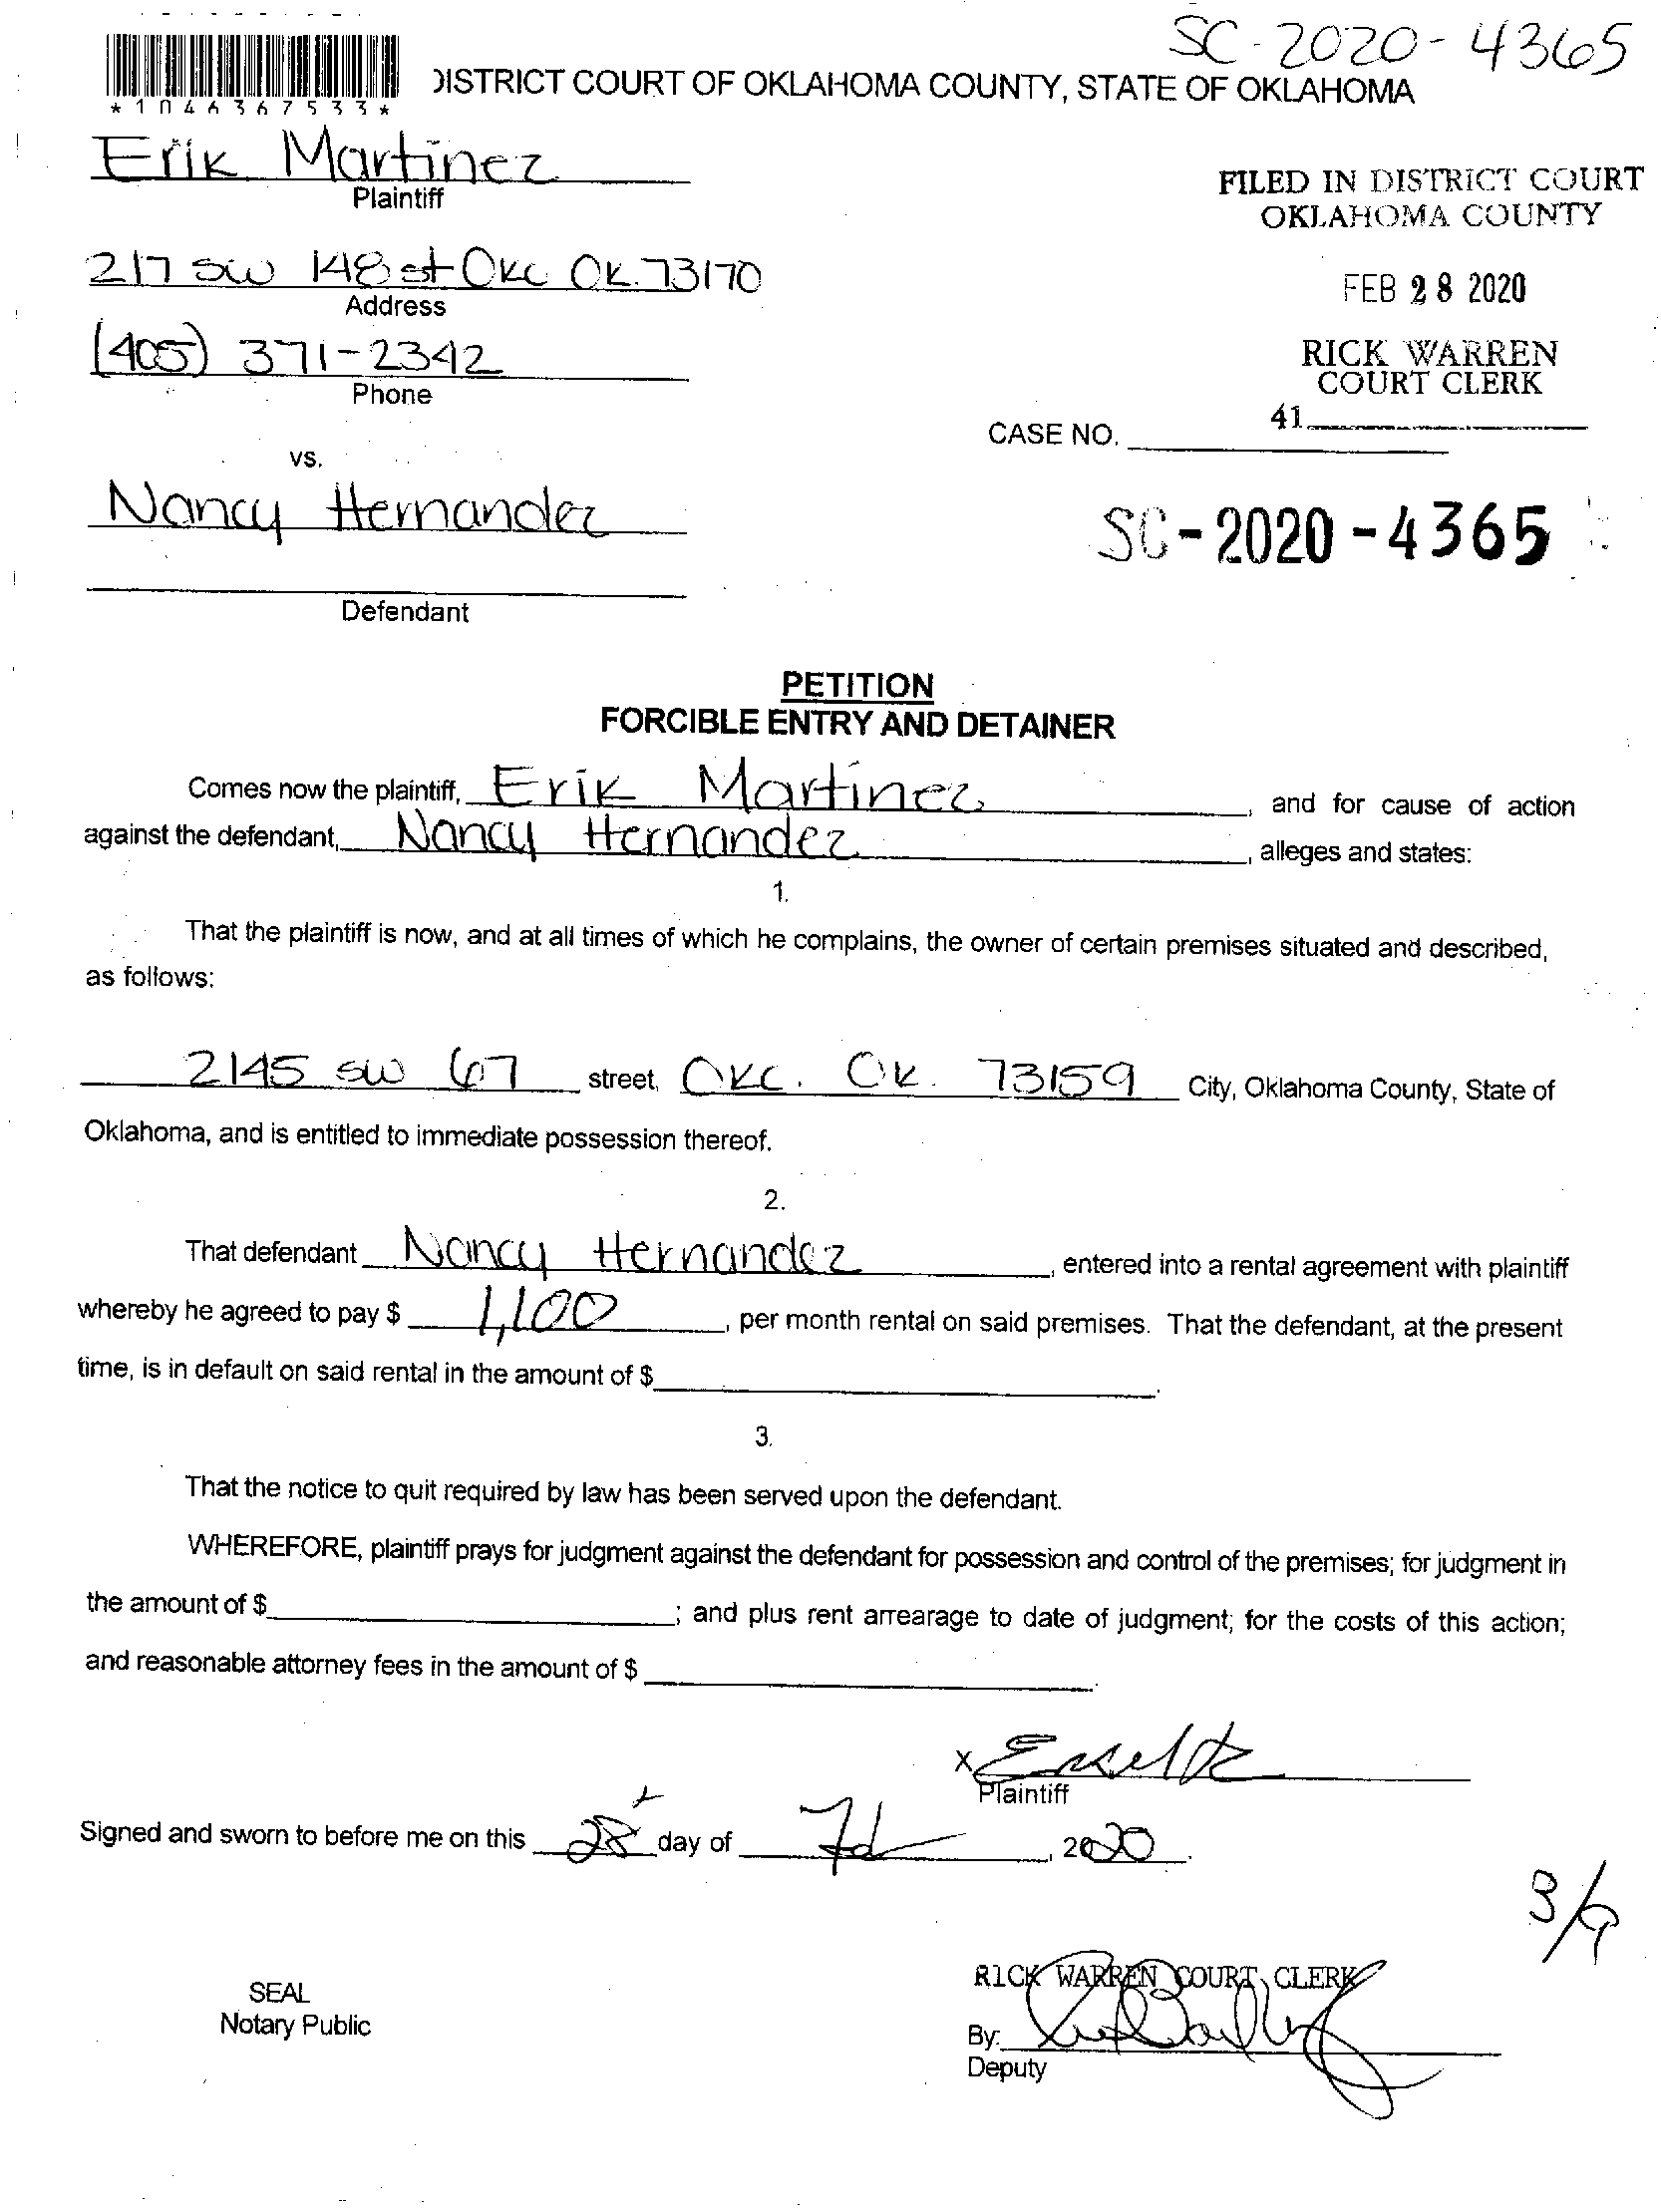 SC-2020-4365
*1046367533*
DISTRICT COURT OF OKLAHOMA COUNTY, STATE OF OKLAHOMA
Erik Martinez
Plaintiff
FILED IN DISTRICT COURT
OKLAHOMA COUNTY
217 SW 148 st OKC OK. 73170
Address
FEB 28 2020
(405) 371-2342
Phone
RICK WARREN
COURT CLERK
41
CASE NO.
vs.
Nancy Hernandez
SC-2020-4365
Defendant
PETITION
FORCIBLE ENTRY AND DETAINER
Comes now the plaintiff, Erik Martinez, and for cause of action
against the defendant, Nancy Hernandez, alleges and states:
1.
That the plaintiff is now, and at all times of which he complains, the owner of certain premises situated and described,
as follows:
2145 SW 67 street, OKC. OK. 73159 City, Oklahoma County, State of
Oklahoma, and is entitled to immediate possession thereof.
2.
That defendant Nancy Hernandez, entered into a rental agreement with plaintiff
whereby he agreed to pay $ 1,100, per month rental on said premises. That the defendant, at the present
time, is in default on said rental in the amount of $ .
3.
That the notice to quit required by law has been served upon the defendant.
WHEREFORE, plaintiff prays for judgment against the defendant for possession and control of the premises; for judgment in
the amount of $ ; and plus rent arrearage to date of judgment; for the costs of this action;
and reasonable attorney fees in the amount of $ .
x
Plaintiff
Signed and sworn to before me on this 28 day of , 2020.
3/9
RICK WARREN COURT CLERK
SEAL
Notary Public
By:
Deputy